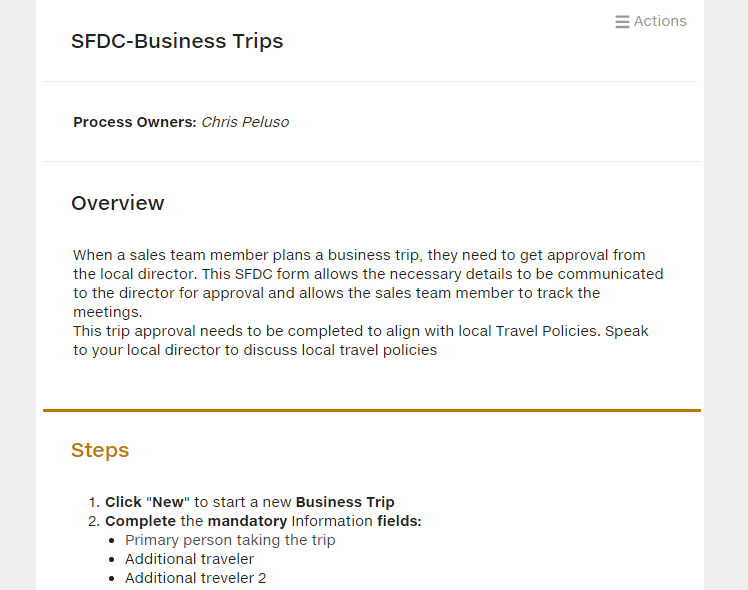 Actions
SFDC-Business Trips
Process Owners: Chris Peluso
Overview
When a sales team member plans a business trip, they need to get approval from
the local director. This SFDC form allows the necessary details to be communicated
to the director for approval and allows the sales team member to track the
meetings.
This trip approval needs to be completed to align with local Travel Policies. Speak
to your local director to discuss local travel policies
Steps
1. Click "New" to start a new Business Trip
2. Complete the mandatory Information fields:
• Primary person taking the trip
• Additional traveler
• Additional treveler 2